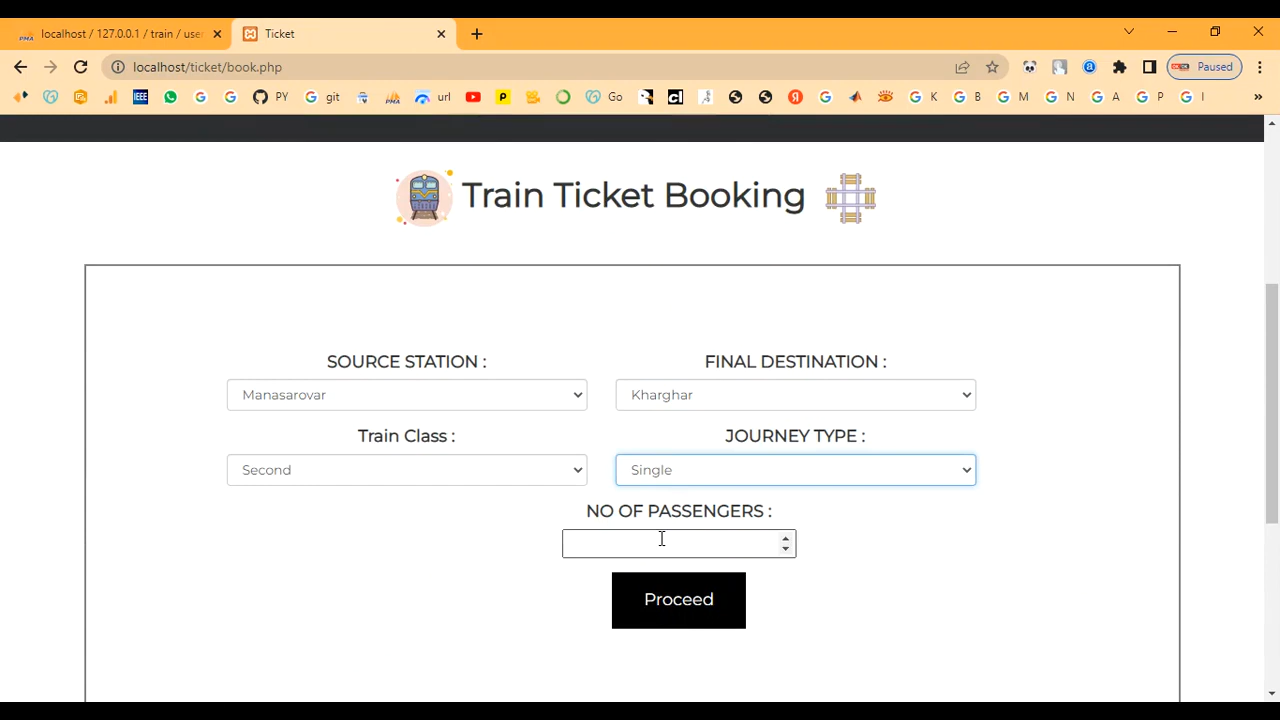 localhost / 127.0.0.1 / train / use
Ticket
localhost/ticket/book.php
Paused
PY
git
url
Go
K
B
M
N
A
P
I
Train Ticket Booking
SOURCE STATION :
FINAL DESTINATION :
Manasarovar
Kharghar
Train Class :
JOURNEY TYPE :
Second
Single
NO OF PASSENGERS :
Proceed